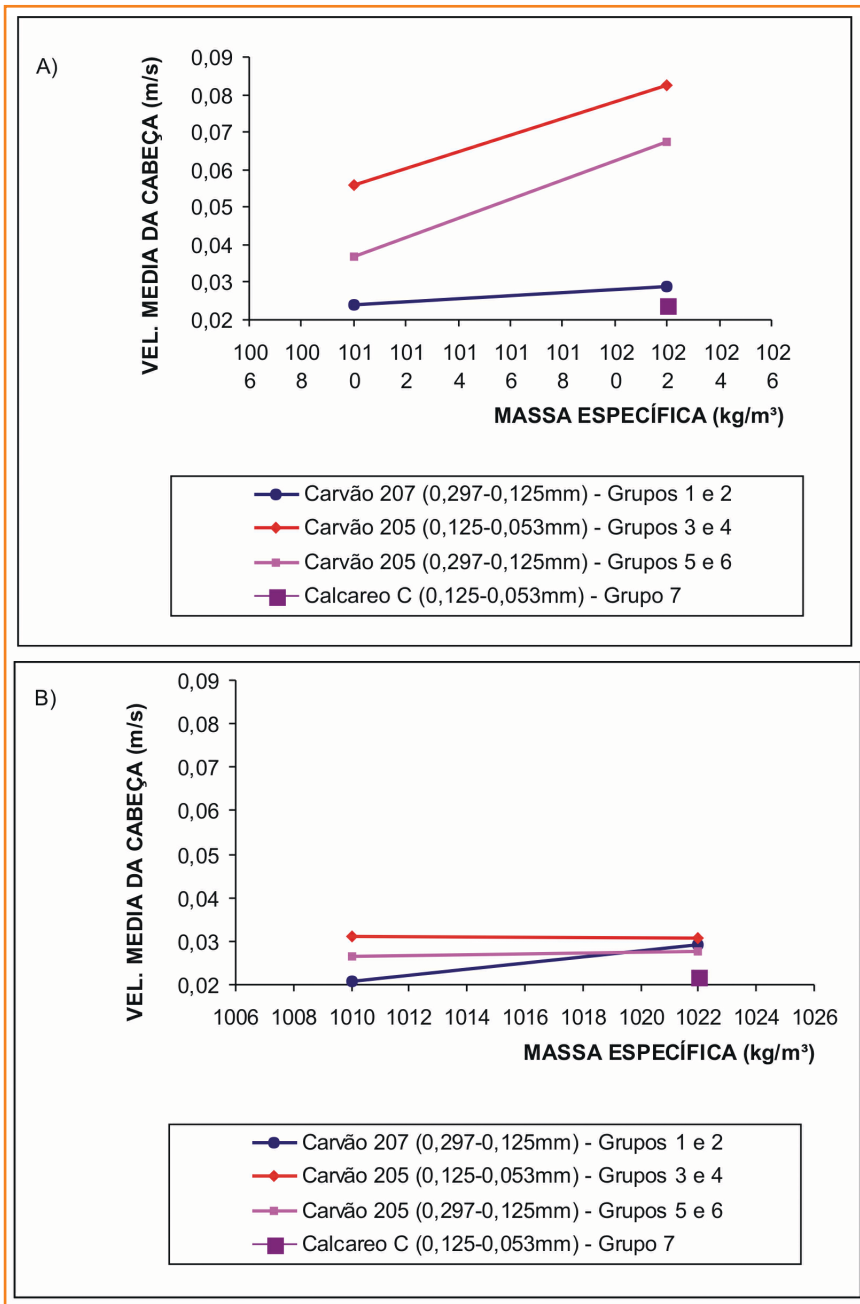 A)
VEL. MEDIA DA CABEÇA (m/s)
0,09
0,08
0,07
0,06
0,05
0,04
0,03
0,02
100 100 101 101 101 101 101 102 102 102 102
6 8 0 2 4 6 8 0 2 4 6
MASSA ESPECÍFICA (kg/m³)
Carvão 207 (0,297-0,125mm) - Grupos 1 e 2
Carvão 205 (0,125-0,053mm) - Grupos 3 e 4
Carvão 205 (0,297-0,125mm) - Grupos 5 e 6
Calcareo C (0,125-0,053mm) - Grupo 7
B)
VEL. MEDIA DA CABEÇA (m/s)
0,09
0,08
0,07
0,06
0,05
0,04
0,03
0,02
1006 1008 1010 1012 1014 1016 1018 1020 1022 1024 1026
MASSA ESPECÍFICA (kg/m³)
Carvão 207 (0,297-0,125mm) - Grupos 1 e 2
Carvão 205 (0,125-0,053mm) - Grupos 3 e 4
Carvão 205 (0,297-0,125mm) - Grupos 5 e 6
Calcareo C (0,125-0,053mm) - Grupo 7